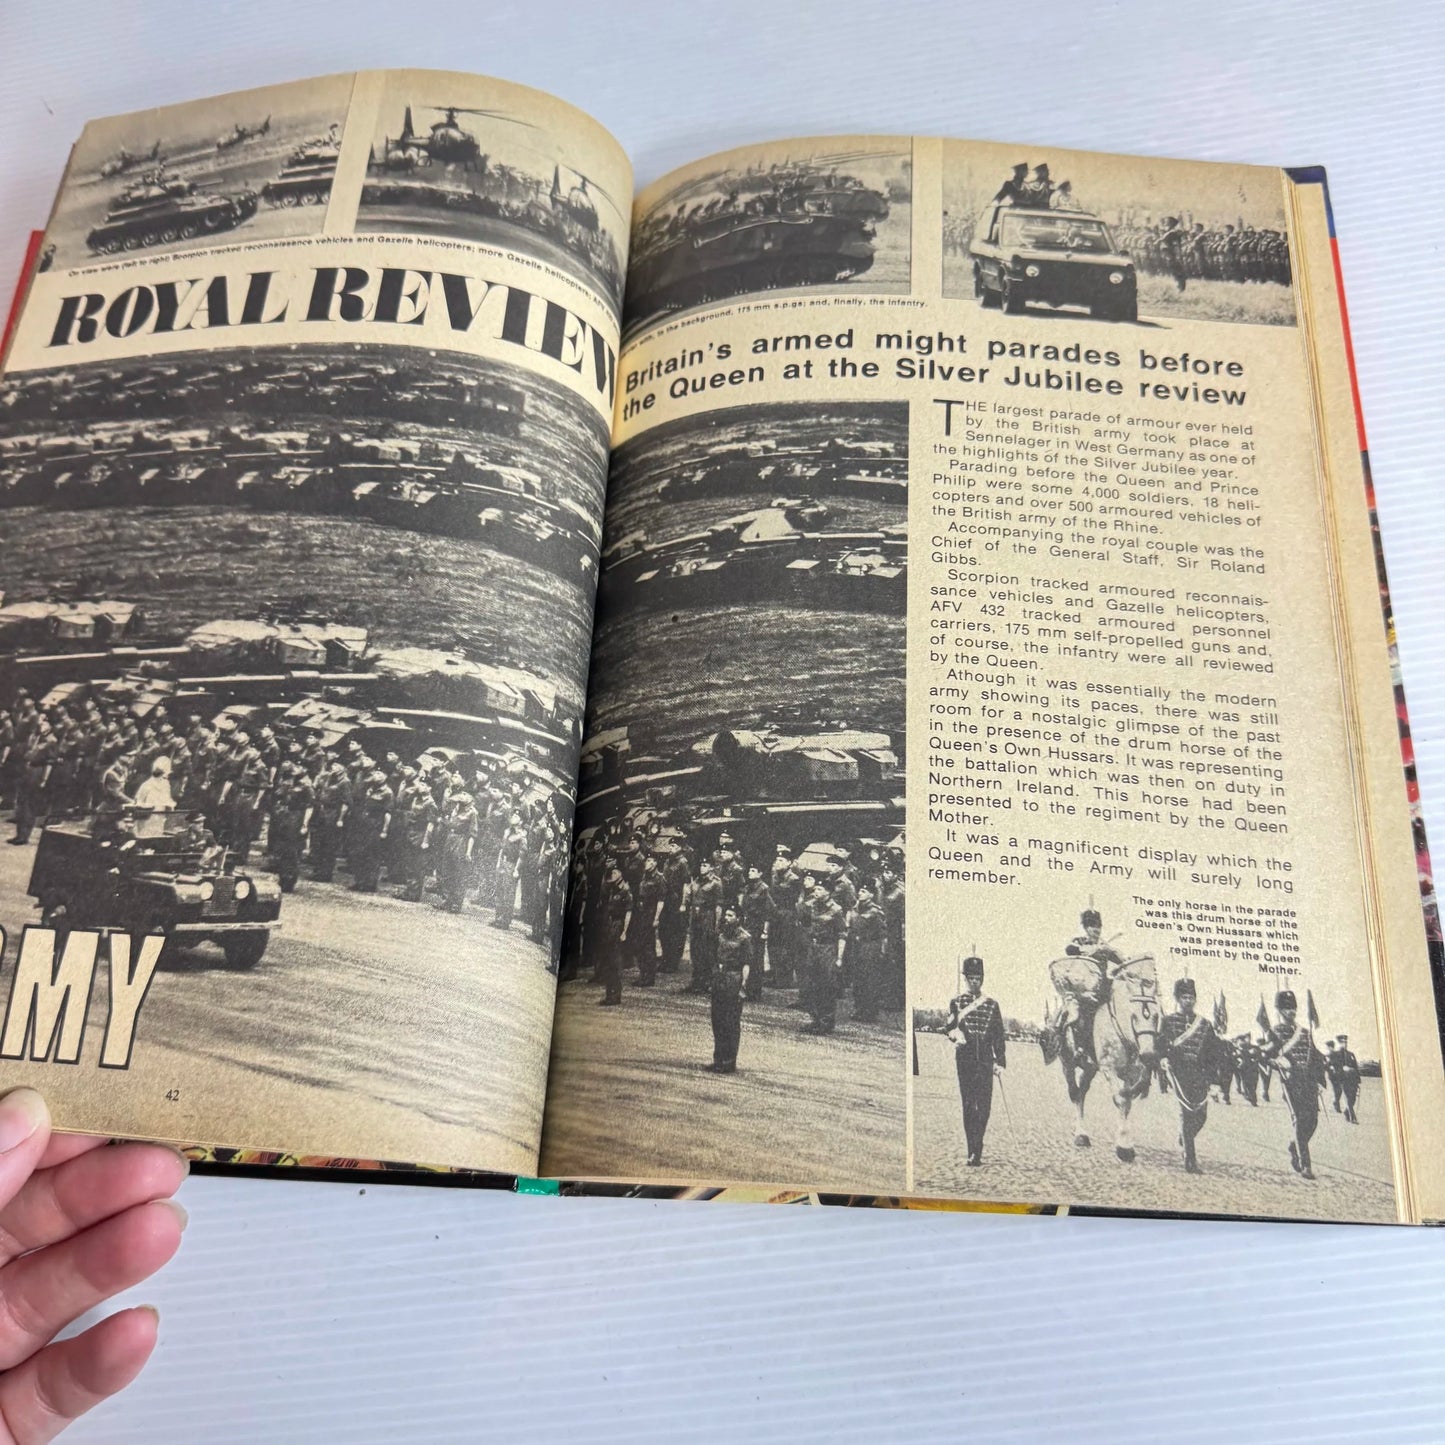 On view were (left to right) Scorpion tracked reconnaissance vehicles and Gazelle helicopters; more Gazelle helicopters; AFV
in the background, 175 mm s.p.gs; and, finally, the infantry.
ROYAL REVIEW
Britain's armed might parades before
the Queen at the Silver Jubilee review
THE largest parade of armour ever held
by the British army took place at
Sennelager in West Germany as one of
the highlights of the Silver Jubilee year.
Parading before the Queen and Prince
Philip were some 4,000 soldiers, 18 heli-
copters and over 500 armoured vehicles of
the British army of the Rhine.
Accompanying the royal couple was the
Chief of the General Staff, Sir Roland
Gibbs.
Scorpion tracked armoured reconnais-
sance vehicles and Gazelle helicopters,
AFV 432 tracked armoured personnel
carriers, 175 mm self-propelled guns and,
of course, the infantry were all reviewed
by the Queen.
Athough it was essentially the modern
army showing its paces, there was still
room for a nostalgic glimpse of the past
in the presence of the drum horse of the
Queen's Own Hussars. It was representing
the battalion which was then on duty in
Northern Ireland. This horse had been
presented to the regiment by the Queen
Mother.
It was a magnificent display which the
Queen and the Army will surely long
remember.
The only horse in the parade
was this drum horse of the
Queen's Own Hussars which
was presented to the
regiment by the Queen
Mother.
MY
42